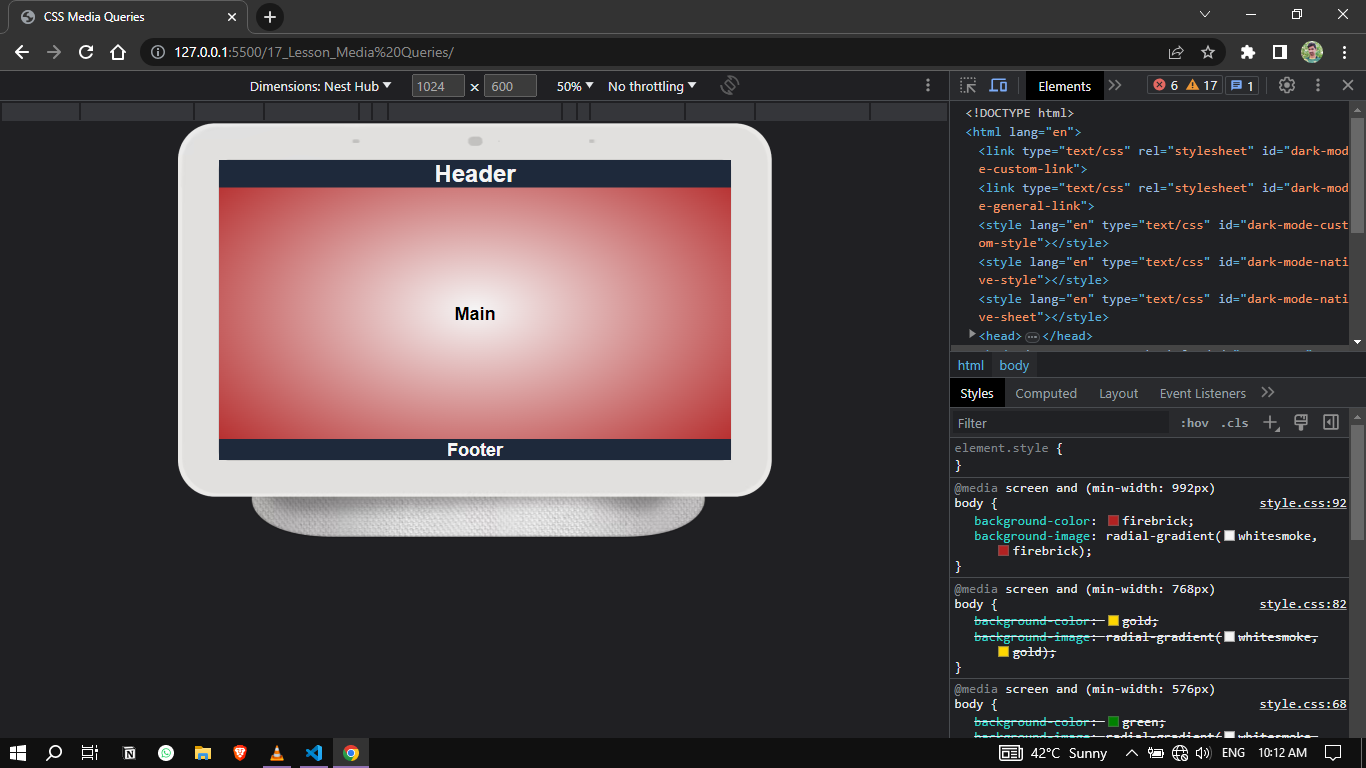 CSS Media Queries
127.0.0.1:5500/17_Lesson_Media%20Queries/
Dimensions: Nest Hub 1024 × 600 50% No throttling
Elements 6 17 1
<!DOCTYPE html>
<html lang="en">
<link type="text/css" rel="stylesheet" id="dark-mod
e-custom-link">
<link type="text/css" rel="stylesheet" id="dark-mod
e-general-link">
<style lang="en" type="text/css" id="dark-mode-cust
om-style"></style>
<style lang="en" type="text/css" id="dark-mode-nati
ve-style"></style>
<style lang="en" type="text/css" id="dark-mode-nati
ve-sheet"></style>
<head> … </head>
html body
Styles Computed Layout Event Listeners
Filter :hov .cls
element.style {
}
@media screen and (min-width: 992px)
body { style.css:92
background-color: firebrick;
background-image: radial-gradient( whitesmoke,
firebrick);
}
@media screen and (min-width: 768px)
body { style.css:82
background-color: gold;
background-image: radial-gradient( whitesmoke,
gold);
}
@media screen and (min-width: 576px)
body { style.css:68
background-color: green;
background-image: radial-gradient( whitesmoke,
Header
Main
Footer
42°C Sunny ENG 10:12 AM